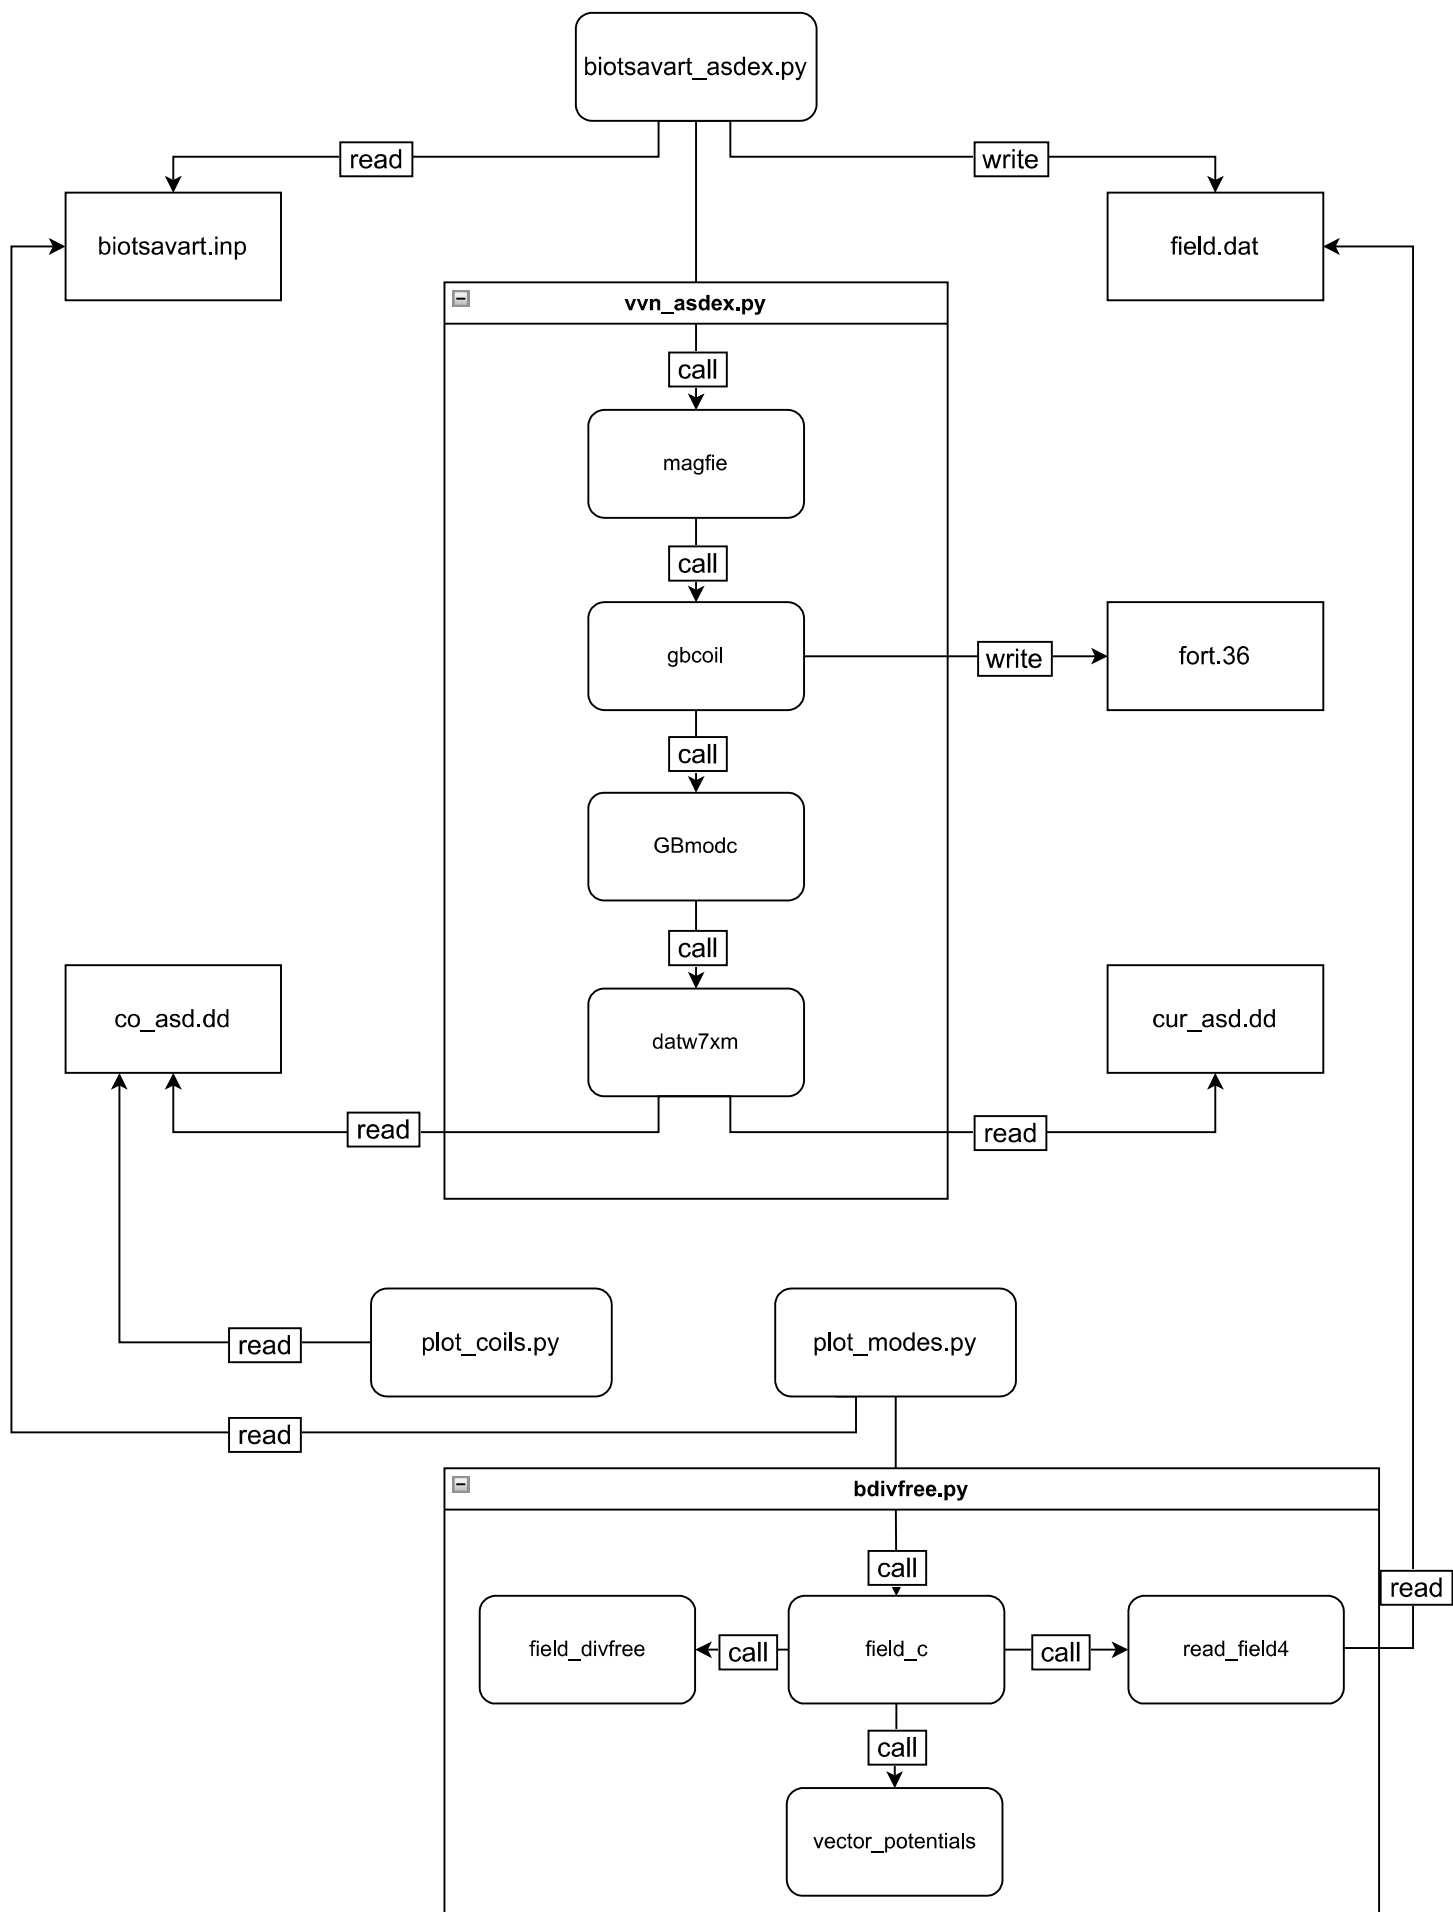 biotsavart_asdex.py
read
write
biotsavart.inp
field.dat
vvn_asdex.py
call
magfie
call
gbcoil
write
fort.36
call
GBmodc
call
co_asd.dd
datw7xm
cur_asd.dd
read
read
plot_coils.py
plot_modes.py
read
read
bdivfree.py
call
read
field_divfree
call
field_c
call
read_field4
call
vector_potentials